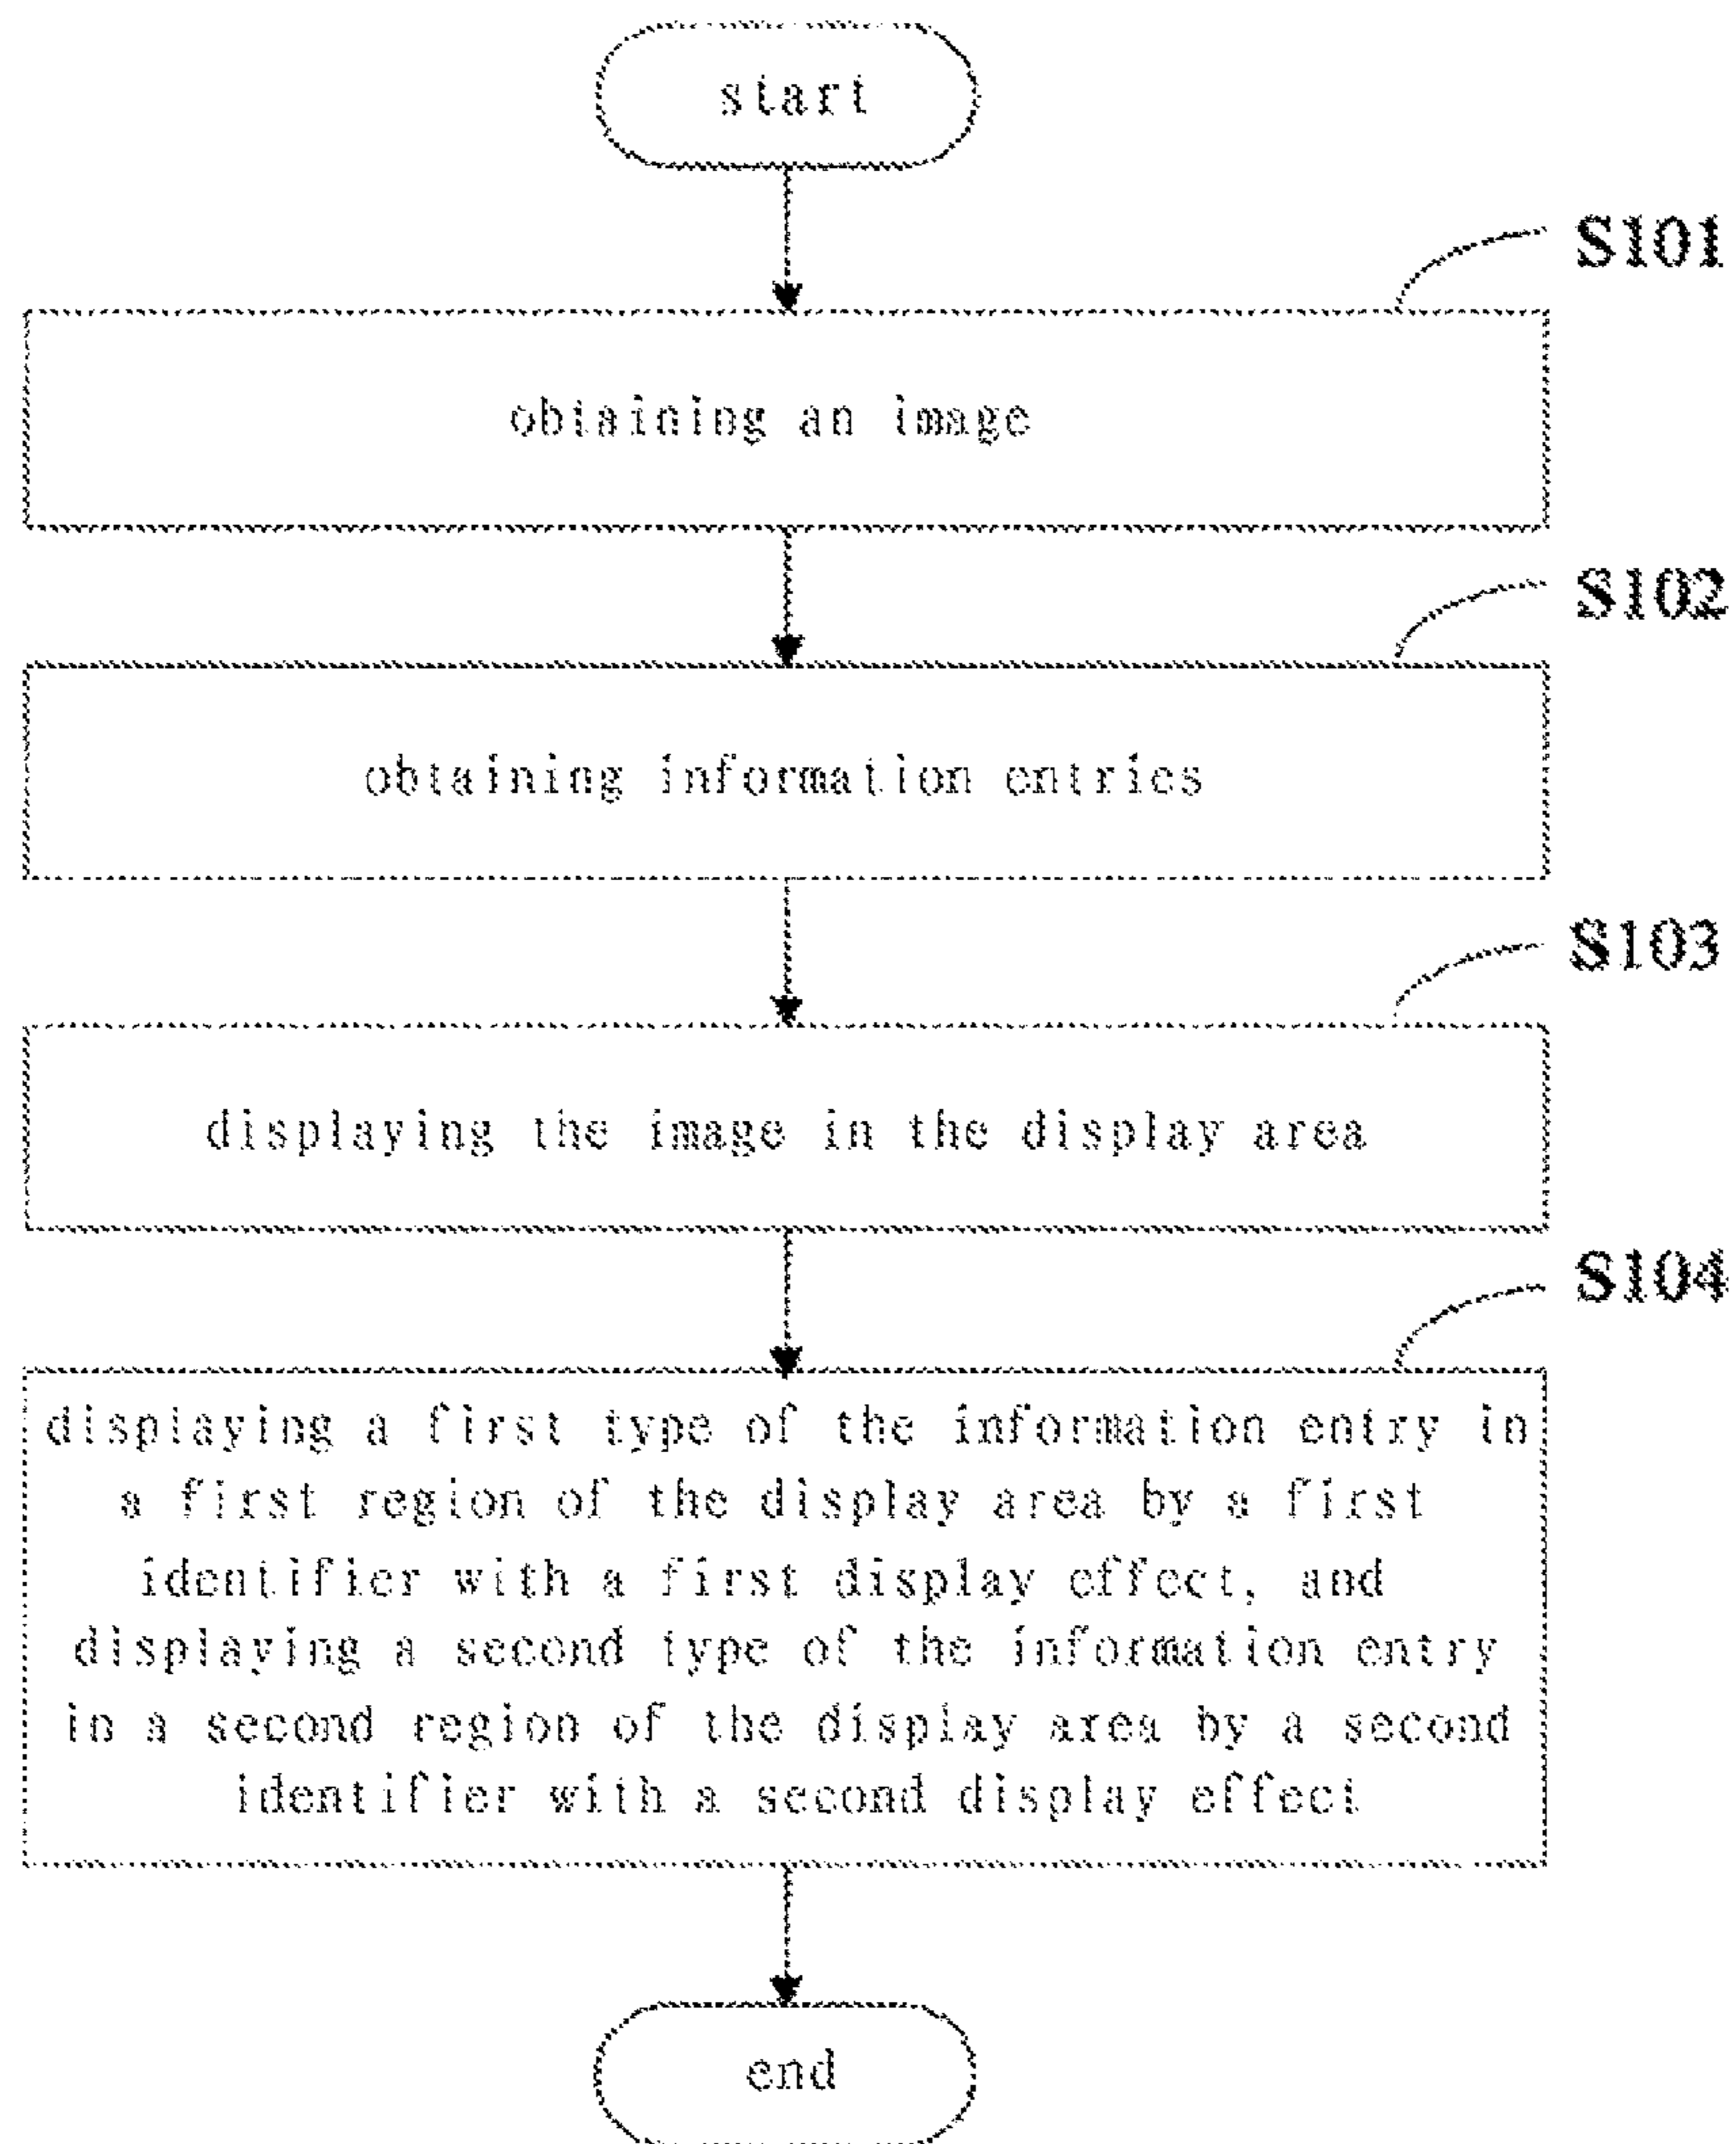 start
S101
obtaining an image
S102
obtaining information entries
S103
displaying the image in the display area
S104
displaying a first type of the information entry in
a first region of the display area by a first
identifier with a first display effect, and
displaying a second type of the information entry
in a second region of the display area by a second
identifier with a second display effect
end